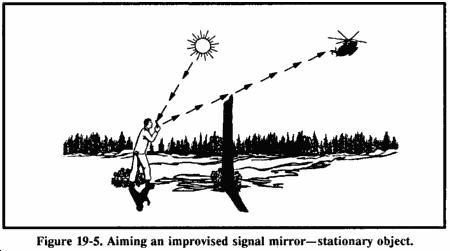 Figure 19-5. Aiming an improvised signal mirror—stationary object.